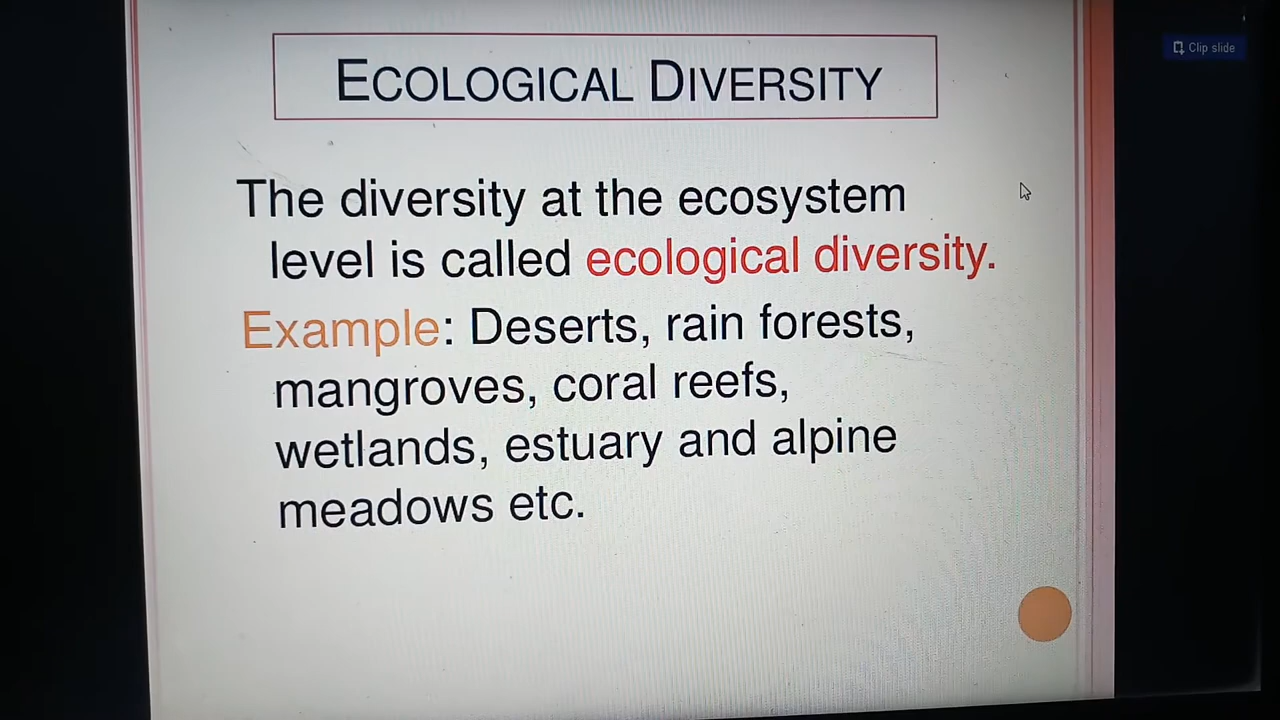 ECOLOGICAL DIVERSITY
The diversity at the ecosystem
level is called ecological diversity.
Example: Deserts, rain forests,
mangroves, coral reefs,
wetlands, estuary and alpine
meadows etc.
Clip slide